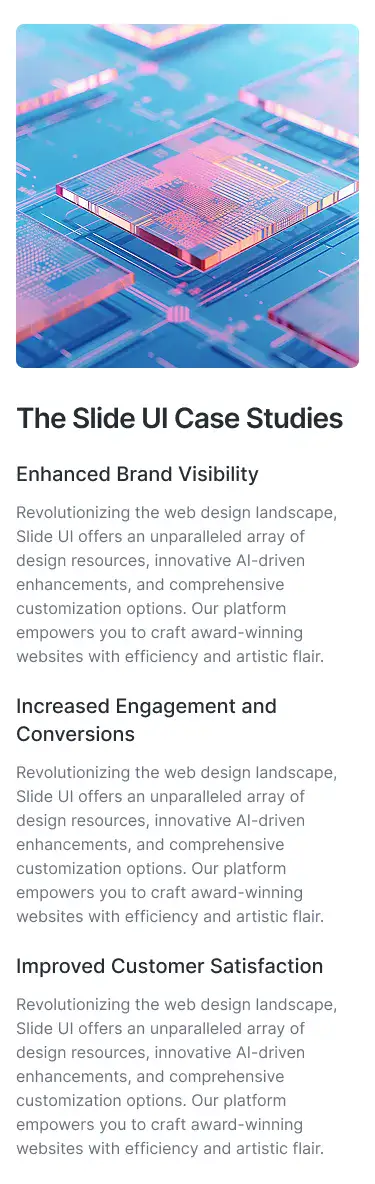 The Slide UI Case Studies
Enhanced Brand Visibility
Revolutionizing the web design landscape,
Slide UI offers an unparalleled array of
design resources, innovative AI-driven
enhancements, and comprehensive
customization options. Our platform
empowers you to craft award-winning
websites with efficiency and artistic flair.
Increased Engagement and
Conversions
Revolutionizing the web design landscape,
Slide UI offers an unparalleled array of
design resources, innovative AI-driven
enhancements, and comprehensive
customization options. Our platform
empowers you to craft award-winning
websites with efficiency and artistic flair.
Improved Customer Satisfaction
Revolutionizing the web design landscape,
Slide UI offers an unparalleled array of
design resources, innovative AI-driven
enhancements, and comprehensive
customization options. Our platform
empowers you to craft award-winning
websites with efficiency and artistic flair.